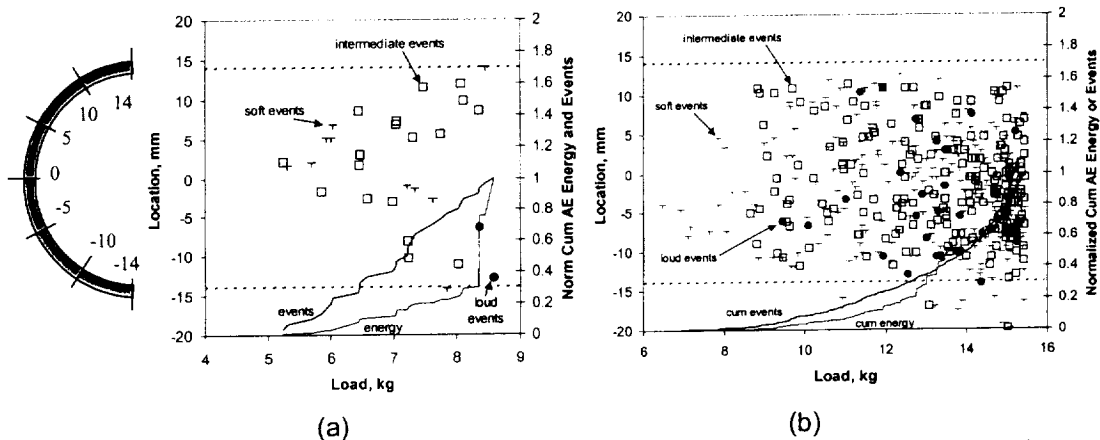 14
10
5
0
-5
-10
-14
20
15
10
5
0
-5
-10
-15
-20
Location, mm
intermediate events
soft events
events
energy
loud
events
2
1.8
1.6
1.4
1.2
1
0.8
0.6
0.4
0.2
0
Norm Cum AE Energy and Events
4 5 6 7 8 9
Load, kg
(a)
20
15
10
5
0
-5
-10
-15
-20
Location, mm
intermediate events
soft events
loud events
cum events
cum energy
2
1.8
1.6
1.4
1.2
1
0.8
0.6
0.4
0.2
0
Normalized Cum AE Energy or Events
6 8 10 12 14 16
Load, kg
(b)